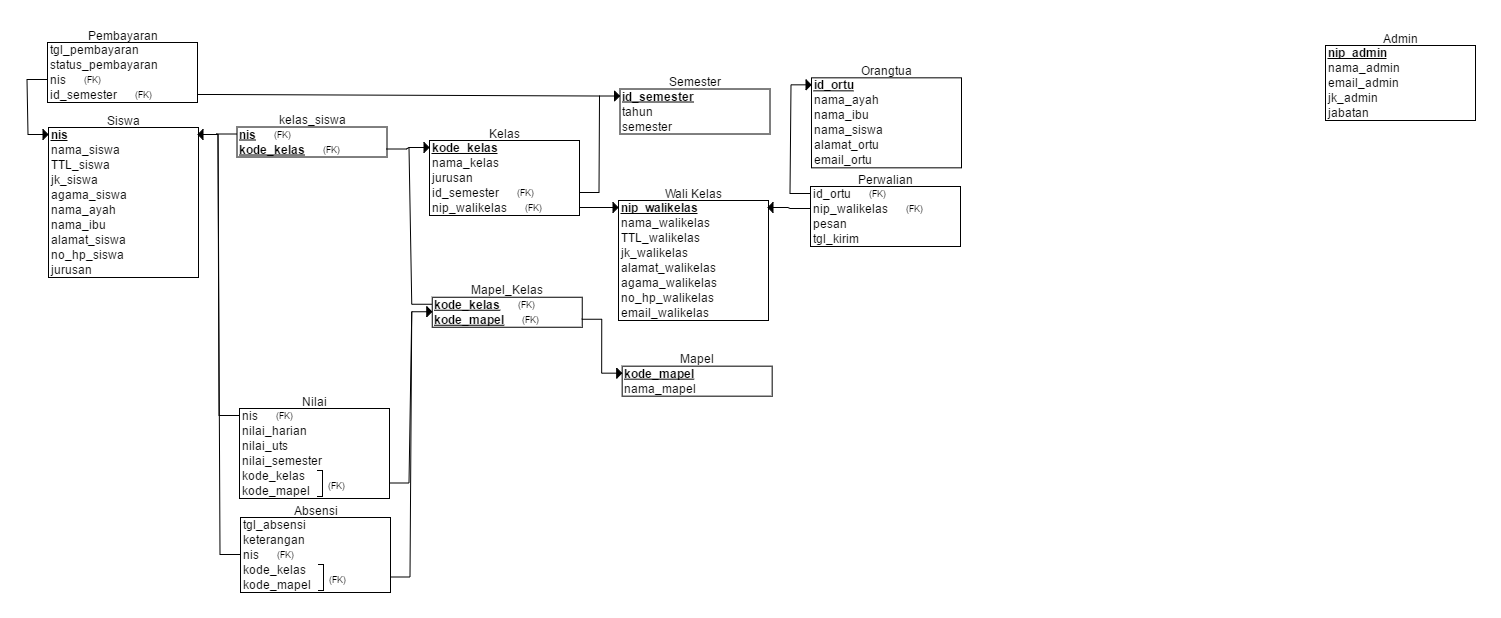 Pembayaran
tgl_pembayaran
status_pembayaran
nis (FK)
id_semester (FK)
Siswa
nis
nama_siswa
TTL_siswa
jk_siswa
agama_siswa
nama_ayah
nama_ibu
alamat_siswa
no_hp_siswa
jurusan
kelas_siswa
nis (FK)
kode_kelas (FK)
Kelas
kode_kelas
nama_kelas
jurusan
id_semester (FK)
nip_walikelas (FK)
Semester
id_semester
tahun
semester
Orangtua
id_ortu
nama_ayah
nama_ibu
nama_siswa
alamat_ortu
email_ortu
Perwalian
id_ortu (FK)
nip_walikelas (FK)
pesan
tgl_kirim
Wali Kelas
nip_walikelas
nama_walikelas
TTL_walikelas
jk_walikelas
alamat_walikelas
agama_walikelas
no_hp_walikelas
email_walikelas
Mapel_Kelas
kode_kelas (FK)
kode_mapel (FK)
Mapel
kode_mapel
nama_mapel
Nilai
nis (FK)
nilai_harian
nilai_uts
nilai_semester
kode_kelas
kode_mapel (FK)
Absensi
tgl_absensi
keterangan
nis (FK)
kode_kelas
kode_mapel (FK)
Admin
nip_admin
nama_admin
email_admin
jk_admin
jabatan